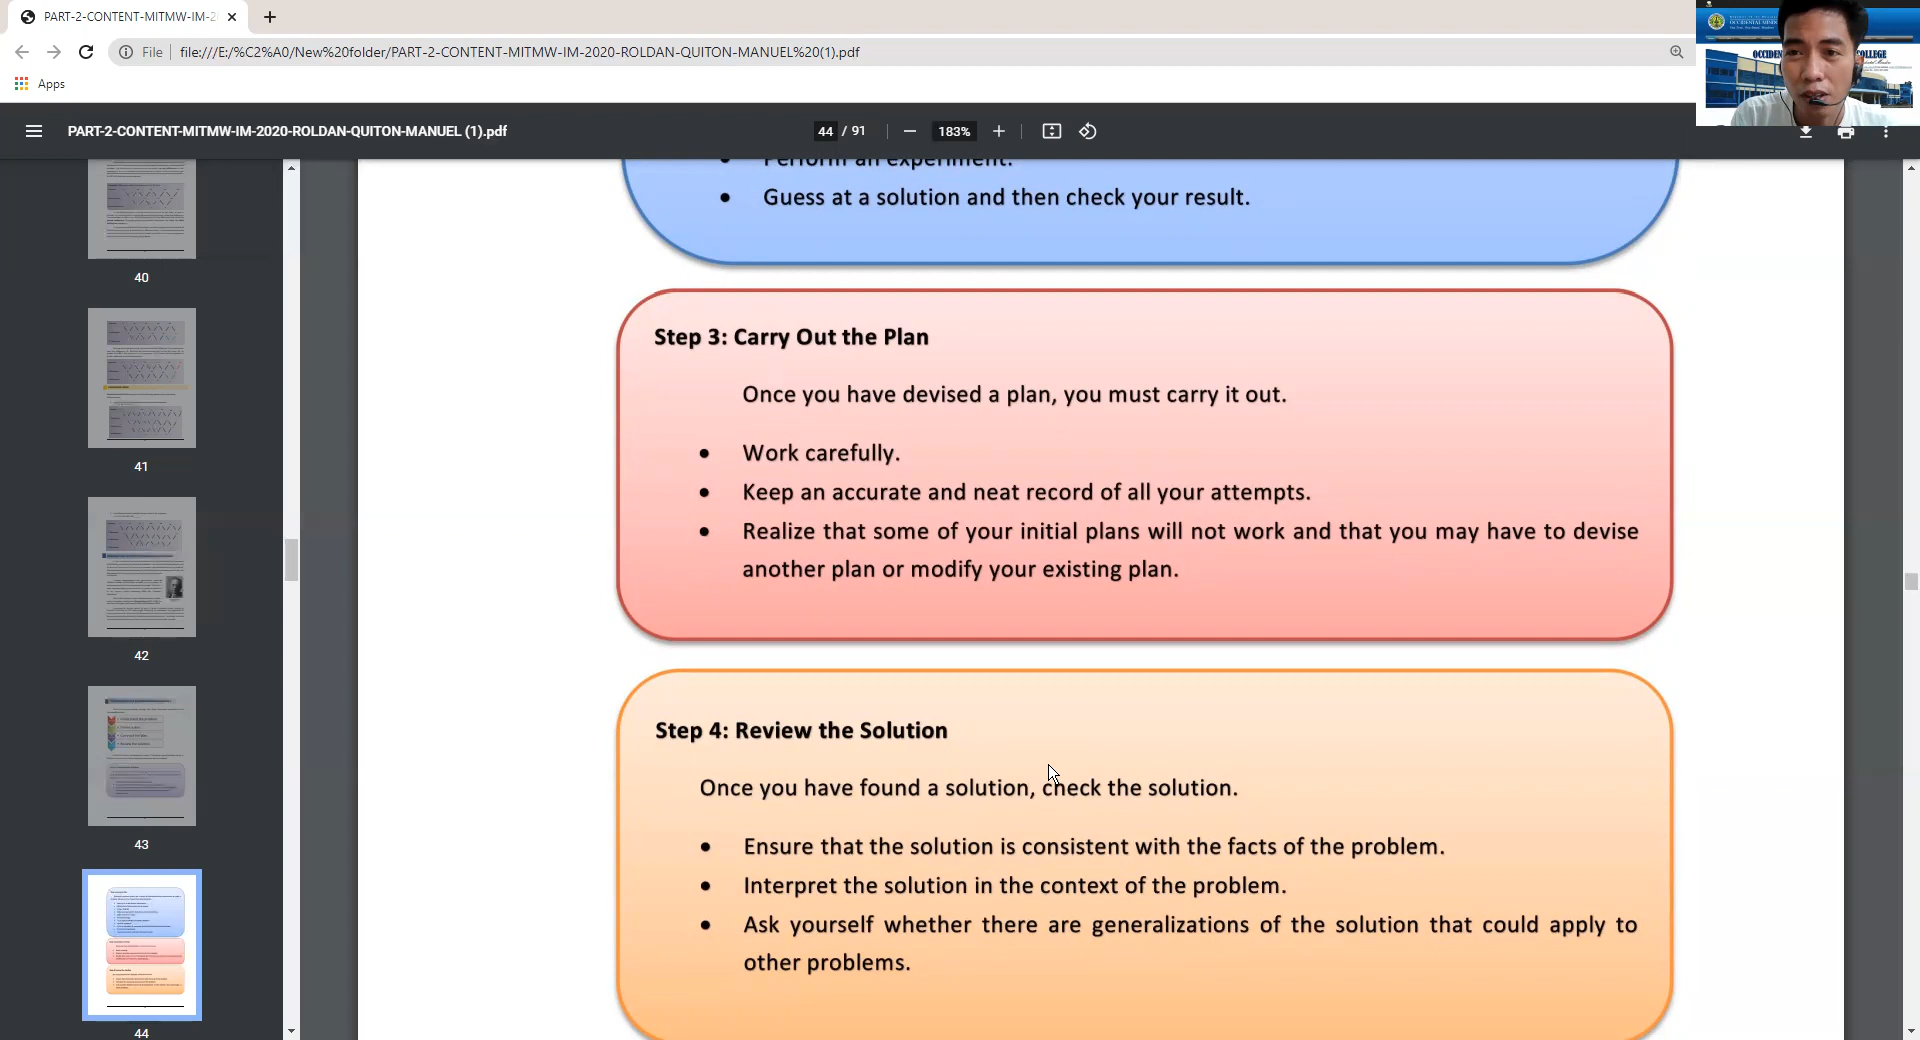 PART-2-CONTENT-MITMW-IM-2
File file:///E:/%C2%A0/New%20folder/PART-2-CONTENT-MITMW-IM-2020-ROLDAN-QUITON-MANUEL%20(1).pdf
Apps
PART-2-CONTENT-MITMW-IM-2020-ROLDAN-QUITON-MANUEL (1).pdf
44 / 91
183%
40
41
42
43
44
• Perform an experiment.
• Guess at a solution and then check your result.
Step 3: Carry Out the Plan
Once you have devised a plan, you must carry it out.
• Work carefully.
• Keep an accurate and neat record of all your attempts.
• Realize that some of your initial plans will not work and that you may have to devise
another plan or modify your existing plan.
Step 4: Review the Solution
Once you have found a solution, check the solution.
• Ensure that the solution is consistent with the facts of the problem.
• Interpret the solution in the context of the problem.
• Ask yourself whether there are generalizations of the solution that could apply to
other problems.